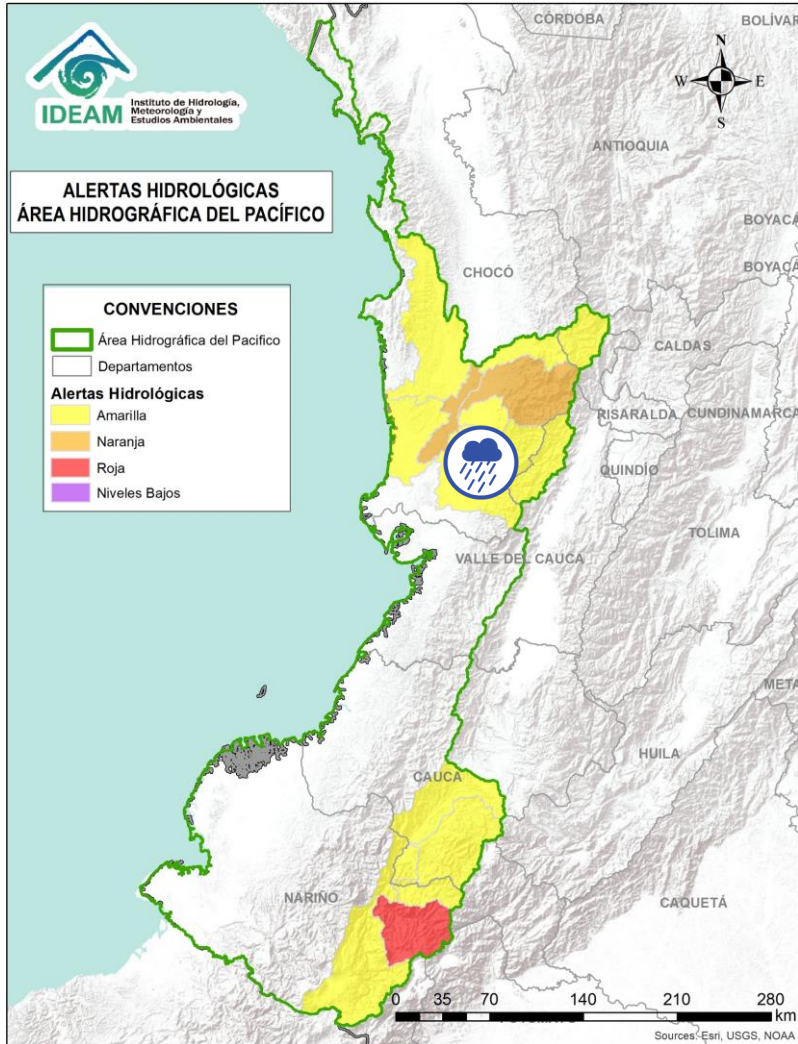 CÓRDOBA
BOLÍVAR
IDEAM
Instituto de Hidrología,
Meteorología y
Estudios Ambientales
N
W
E
S
ANTIOQUIA
ALERTAS HIDROLÓGICAS
ÁREA HIDROGRÁFICA DEL PACÍFICO
BOYACÁ
BOYACÁ
CHOCÓ
CONVENCIONES
Área Hidrográfica del Pacífico
Departamentos
Alertas Hidrológicas
Amarilla
Naranja
Roja
Niveles Bajos
CALDAS
RISARALDA
CUNDINAMARCA
QUINDÍO
TOLIMA
VALLE DEL CAUCA
META
HUILA
CAUCA
NARIÑO
CAQUETÁ
0 35 70 140 210 280
km
Sources: Esri, USGS, NOAA